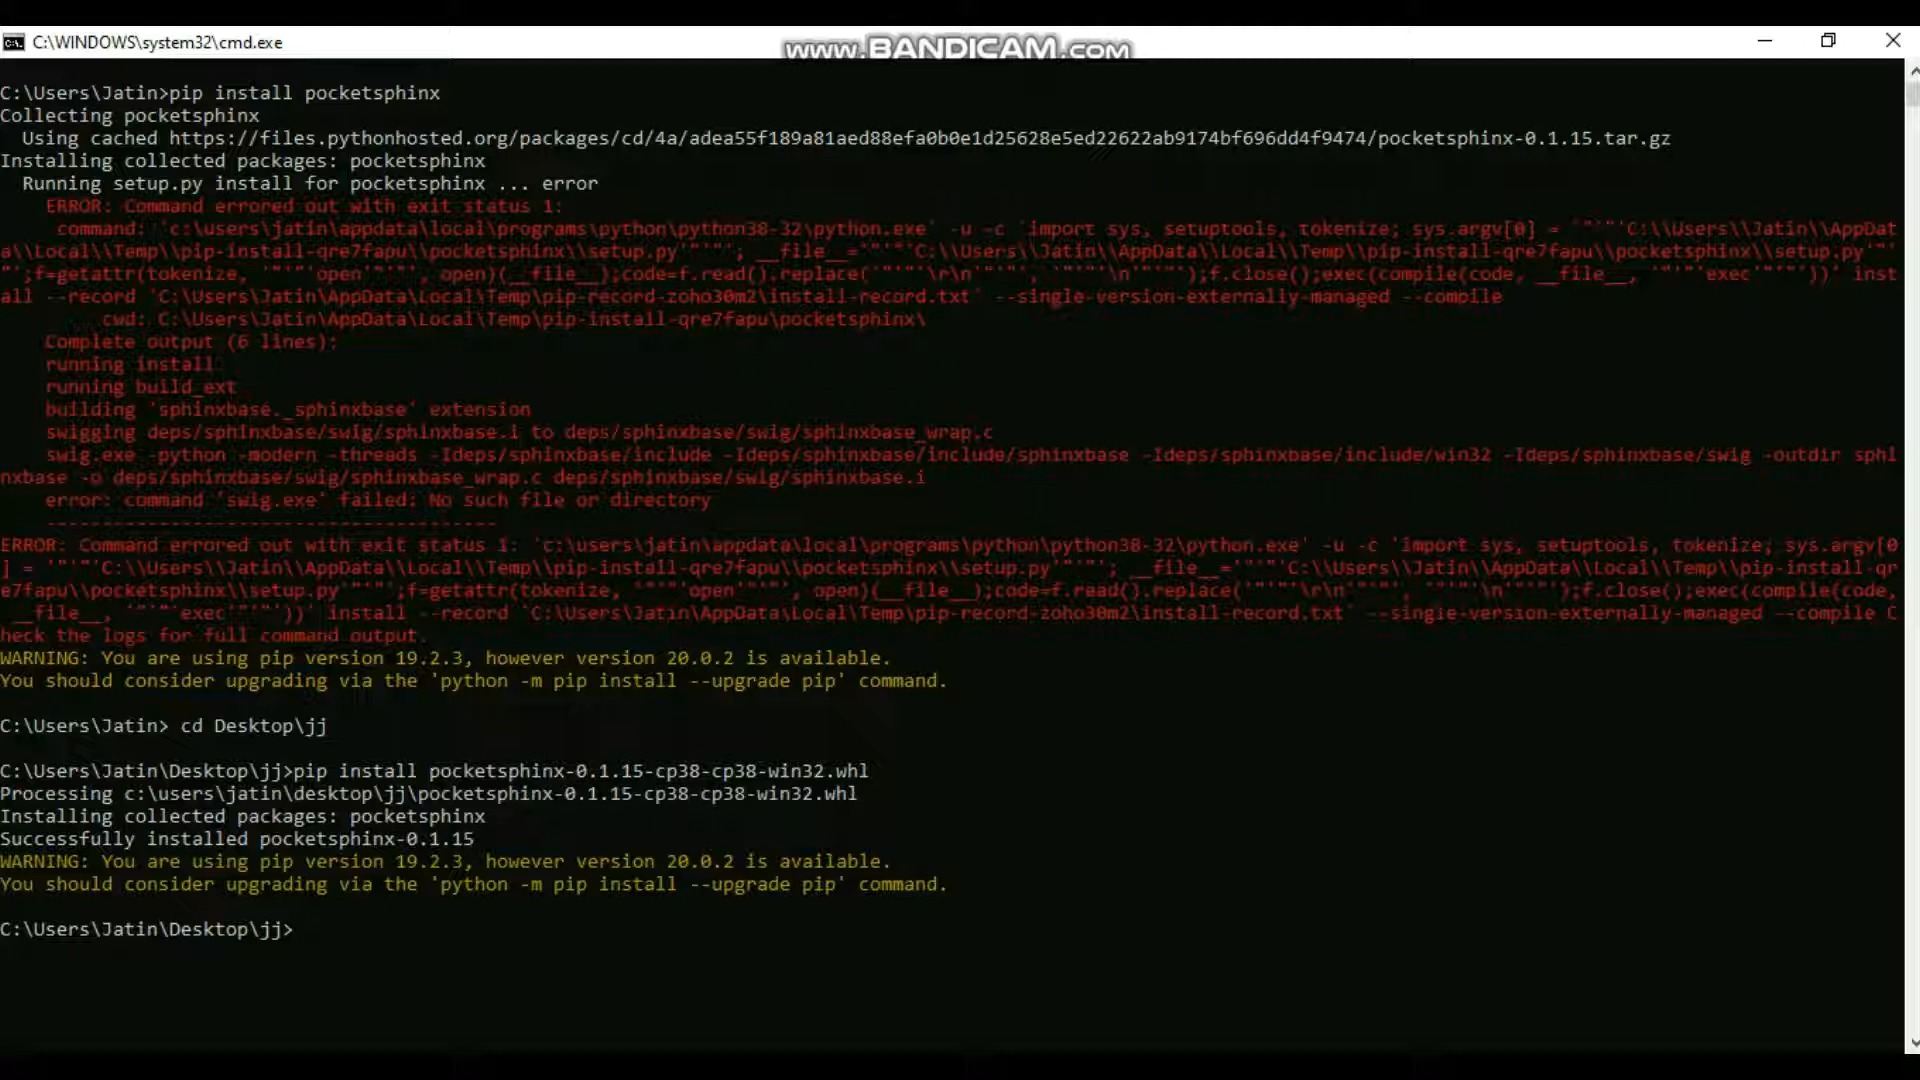 C:\WINDOWS\system32\cmd.exe
www.BANDICAM.com
C:\Users\Jatin>pip install pocketsphinx
Collecting pocketsphinx
  Using cached https://files.pythonhosted.org/packages/cd/4a/adea55f189a81aed88efa0b0e1d25628e5ed22622ab9174bf696dd4f9474/pocketsphinx-0.1.15.tar.gz
Installing collected packages: pocketsphinx
  Running setup.py install for pocketsphinx ... error
    ERROR: Command errored out with exit status 1:
     command: 'c:\users\jatin\appdata\local\programs\python\python38-32\python.exe' -u -c 'import sys, setuptools, tokenize; sys.argv[0] = '"'"'C:\\Users\\Jatin\\AppDat
a\\Local\\Temp\\pip-install-qre7fapu\\pocketsphinx\\setup.py'"'"'; __file__='"'"'C:\\Users\\Jatin\\AppData\\Local\\Temp\\pip-install-qre7fapu\\pocketsphinx\\setup.py'"'
"';f=getattr(tokenize, '"'"'open'"'"', open)(__file__);code=f.read().replace('"'"'\r\n'"'"', '"'"'\n'"'"');f.close();exec(compile(code, __file__, '"'"'exec'"'"'))' inst
all --record 'C:\Users\Jatin\AppData\Local\Temp\pip-record-zoho30m2\install-record.txt' --single-version-externally-managed --compile
         cwd: C:\Users\Jatin\AppData\Local\Temp\pip-install-qre7fapu\pocketsphinx\
    Complete output (6 lines):
    running install
    running build_ext
    building 'sphinxbase._sphinxbase' extension
    swigging deps/sphinxbase/swig/sphinxbase.i to deps/sphinxbase/swig/sphinxbase_wrap.c
    swig.exe -python -modern -threads -Ideps/sphinxbase/include -Ideps/sphinxbase/include/sphinxbase -Ideps/sphinxbase/include/win32 -Ideps/sphinxbase/swig -outdir sphi
nxbase -o deps/sphinxbase/swig/sphinxbase_wrap.c deps/sphinxbase/swig/sphinxbase.i
    error: command 'swig.exe' failed: No such file or directory
    ----------------------------------------
ERROR: Command errored out with exit status 1: 'c:\users\jatin\appdata\local\programs\python\python38-32\python.exe' -u -c 'import sys, setuptools, tokenize; sys.argv[0
] = '"'"'C:\\Users\\Jatin\\AppData\\Local\\Temp\\pip-install-qre7fapu\\pocketsphinx\\setup.py'"'"'; __file__='"'"'C:\\Users\\Jatin\\AppData\\Local\\Temp\\pip-install-qr
e7fapu\\pocketsphinx\\setup.py'"'"';f=getattr(tokenize, '"'"'open'"'"', open)(__file__);code=f.read().replace('"'"'\r\n'"'"', '"'"'\n'"'"');f.close();exec(compile(code,
 __file__, '"'"'exec'"'"'))' install --record 'C:\Users\Jatin\AppData\Local\Temp\pip-record-zoho30m2\install-record.txt' --single-version-externally-managed --compile C
heck the logs for full command output.
WARNING: You are using pip version 19.2.3, however version 20.0.2 is available.
You should consider upgrading via the 'python -m pip install --upgrade pip' command.
C:\Users\Jatin> cd Desktop\jj
C:\Users\Jatin\Desktop\jj>pip install pocketsphinx-0.1.15-cp38-cp38-win32.whl
Processing c:\users\jatin\desktop\jj\pocketsphinx-0.1.15-cp38-cp38-win32.whl
Installing collected packages: pocketsphinx
Successfully installed pocketsphinx-0.1.15
WARNING: You are using pip version 19.2.3, however version 20.0.2 is available.
You should consider upgrading via the 'python -m pip install --upgrade pip' command.
C:\Users\Jatin\Desktop\jj>